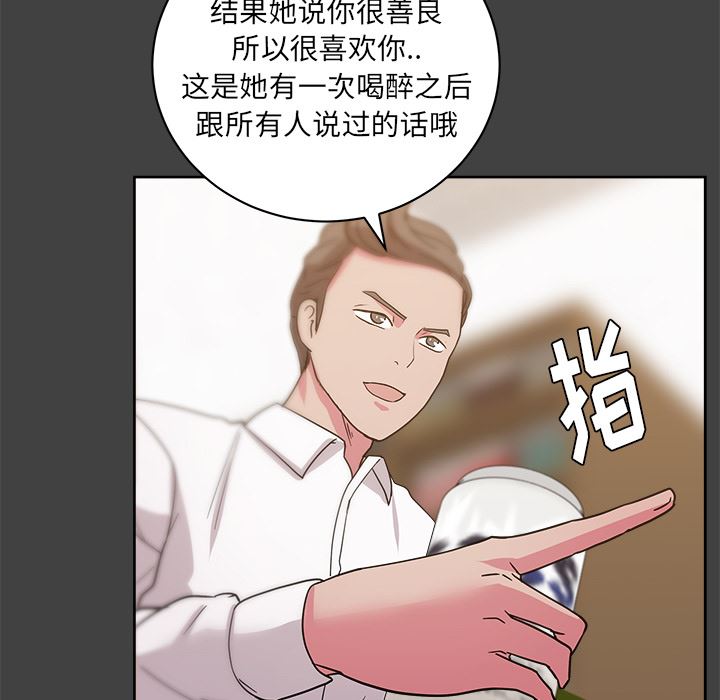 结果她说你很善良
所以很喜欢你..
这是她有一次喝醉之后
跟所有人说过的话哦
指